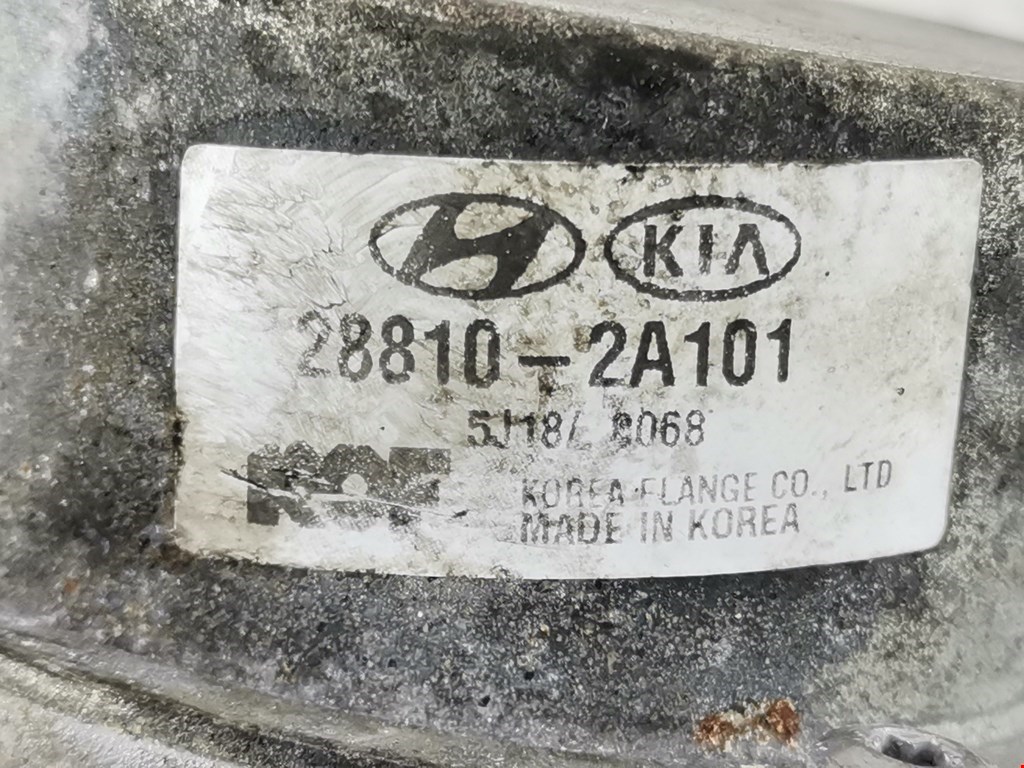 KIA
28810-2A101
KOREA FLANGE CO., LTD
MADE IN KOREA